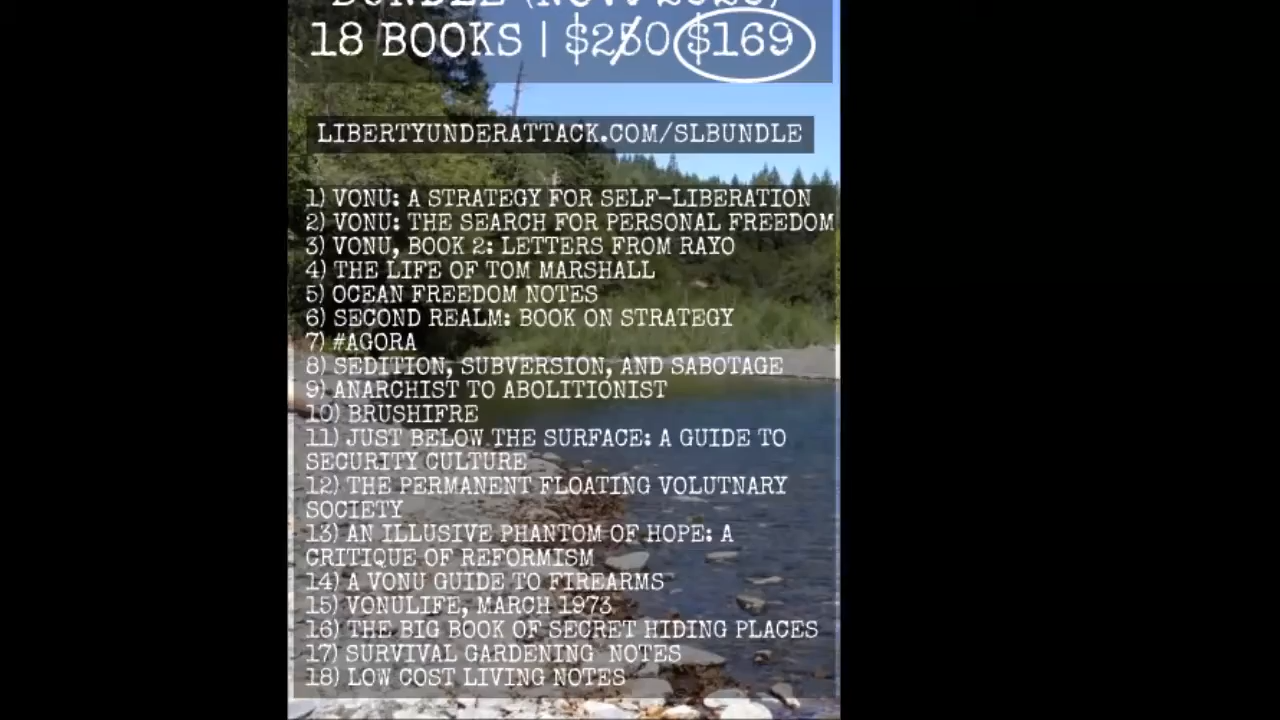 18 BOOKS | $250 $169
LIBERTYUNDERATTACK.COM/SLBUNDLE
1) VONU: A STRATEGY FOR SELF-LIBERATION
2) VONU: THE SEARCH FOR PERSONAL FREEDOM
3) VONU, BOOK 2: LETTERS FROM RAYO
4) THE LIFE OF TOM MARSHALL
5) OCEAN FREEDOM NOTES
6) SECOND REALM: BOOK ON STRATEGY
7) #AGORA
8) SEDITION, SUBVERSION, AND SABOTAGE
9) ANARCHIST TO ABOLITIONIST
10) BRUSHIFRE
11) JUST BELOW THE SURFACE: A GUIDE TO
SECURITY CULTURE
12) THE PERMANENT FLOATING VOLUTNARY
SOCIETY
13) AN ILLUSIVE PHANTOM OF HOPE: A
CRITIQUE OF REFORMISM
14) A VONU GUIDE TO FIREARMS
15) VONULIFE, MARCH 1973
16) THE BIG BOOK OF SECRET HIDING PLACES
17) SURVIVAL GARDENING NOTES
18) LOW COST LIVING NOTES